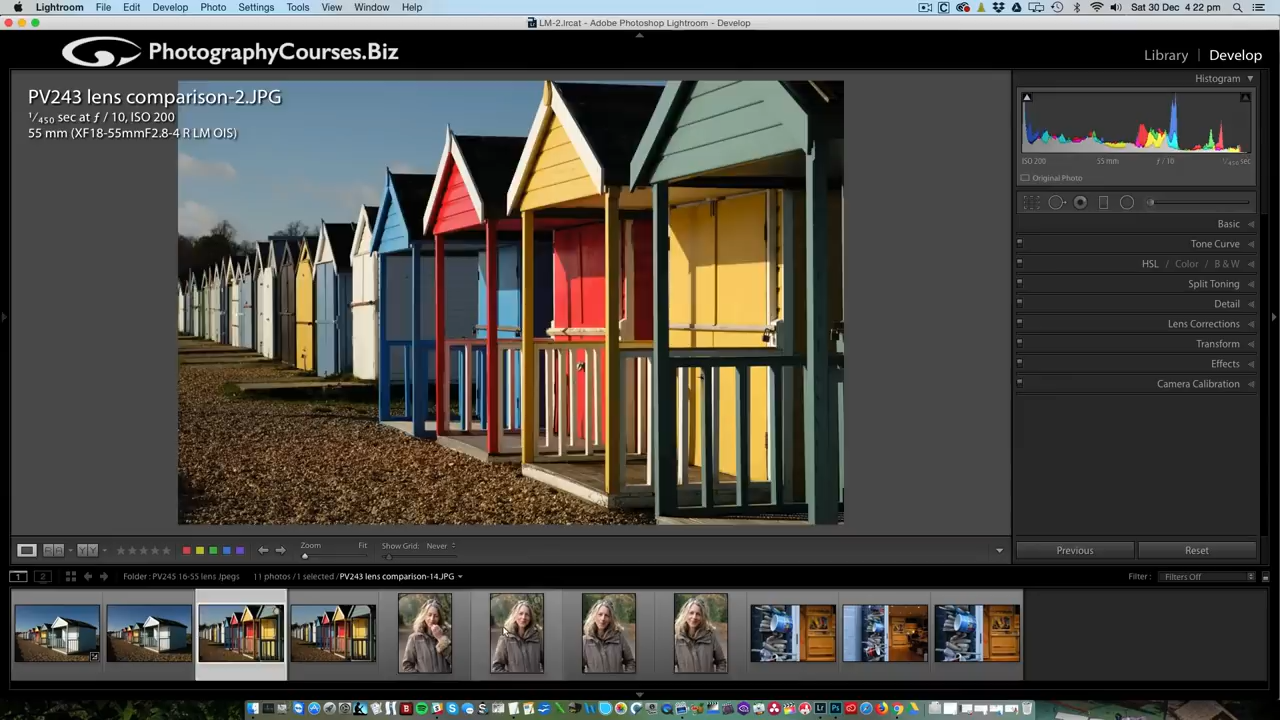 Lightroom File Edit Develop Photo Settings Tools View Window Help Sat 30 Dec 4 22 pm
LM-2.lrcat - Adobe Photoshop Lightroom - Develop
PhotographyCourses.Biz
Library | Develop
Histogram
PV243 lens comparison-2.JPG
1/450 sec at ƒ / 10, ISO 200
55 mm (XF18-55mmF2.8-4 R LM OIS)
ISO 200 55 mm ƒ / 10 1/450 sec
Original Photo
Basic
Tone Curve
HSL / Color / B & W
Split Toning
Detail
Lens Corrections
Transform
Effects
Camera Calibration
Zoom Fit Show Grid: Never
Previous Reset
1 2 Folder : PV245 16-55 lens Jpegs 11 photos / 1 selected / PV243 lens comparison-14.JPG Filter : Filters Off